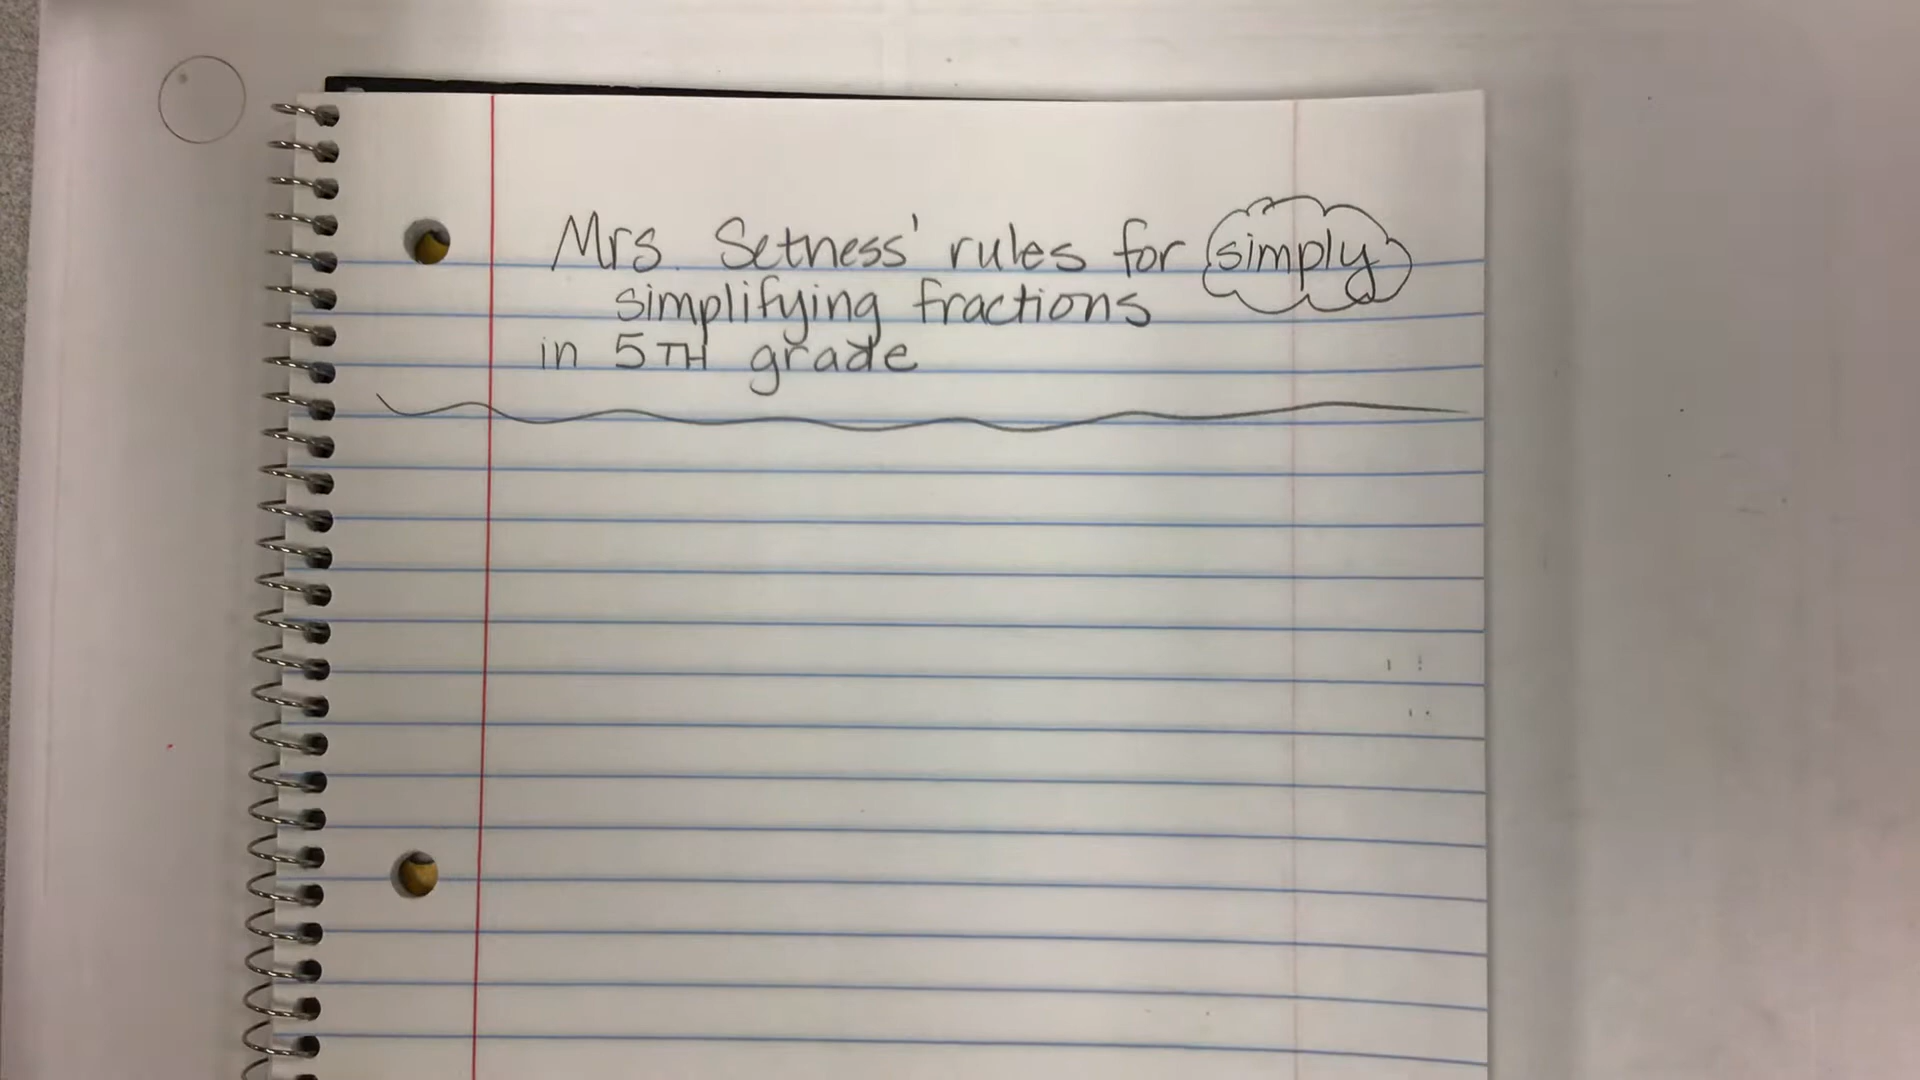 Mrs. Setness' rules for simply
simplifying fractions
in 5TH grade